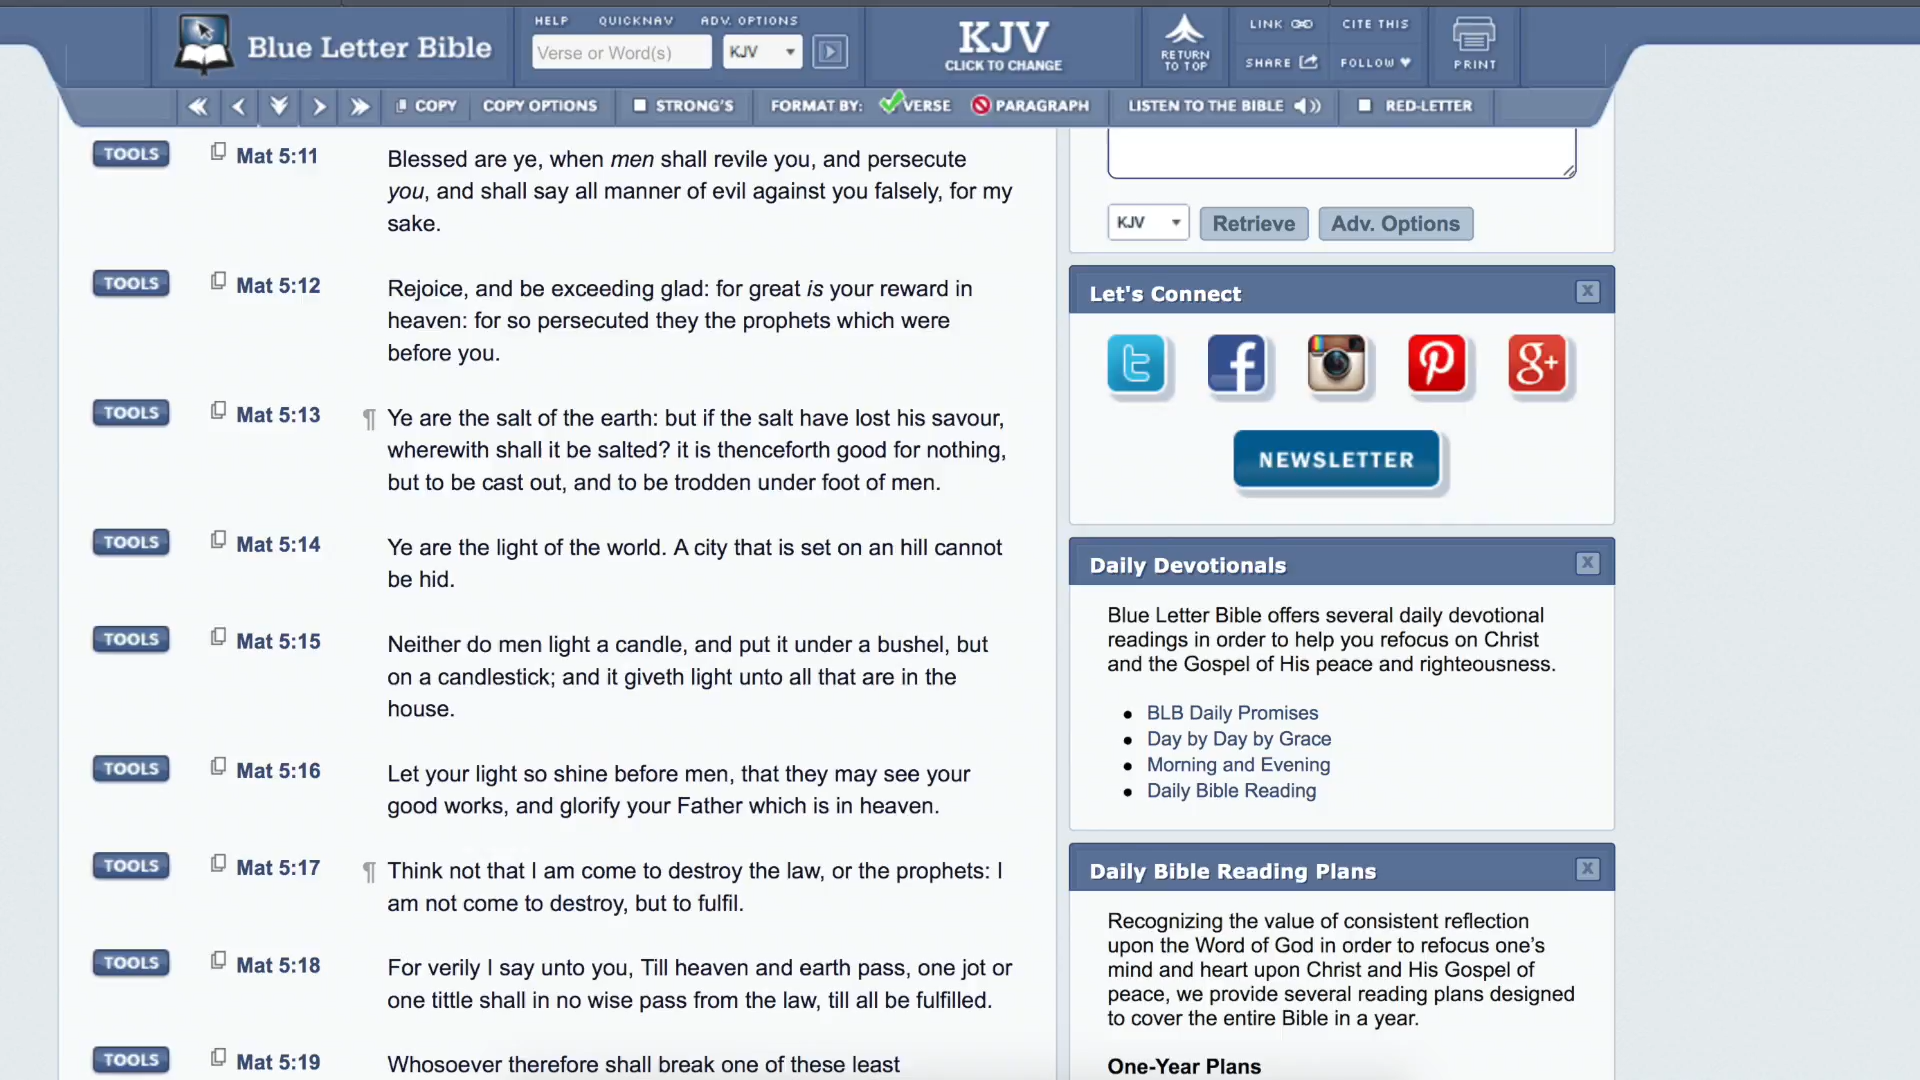 Blue Letter Bible
HELP QUICKNAV ADV. OPTIONS
Verse or Word(s) KJV
KJV
CLICK TO CHANGE
RETURN
TO TOP
LINK CITE THIS
SHARE FOLLOW
PRINT
COPY COPY OPTIONS STRONG'S FORMAT BY: VERSE PARAGRAPH LISTEN TO THE BIBLE RED-LETTER
TOOLS Mat 5:11 Blessed are ye, when men shall revile you, and persecute
you, and shall say all manner of evil against you falsely, for my
sake.
TOOLS Mat 5:12 Rejoice, and be exceeding glad: for great is your reward in
heaven: for so persecuted they the prophets which were
before you.
TOOLS Mat 5:13 ¶ Ye are the salt of the earth: but if the salt have lost his savour,
wherewith shall it be salted? it is thenceforth good for nothing,
but to be cast out, and to be trodden under foot of men.
TOOLS Mat 5:14 Ye are the light of the world. A city that is set on an hill cannot
be hid.
TOOLS Mat 5:15 Neither do men light a candle, and put it under a bushel, but
on a candlestick; and it giveth light unto all that are in the
house.
TOOLS Mat 5:16 Let your light so shine before men, that they may see your
good works, and glorify your Father which is in heaven.
TOOLS Mat 5:17 ¶ Think not that I am come to destroy the law, or the prophets: I
am not come to destroy, but to fulfil.
TOOLS Mat 5:18 For verily I say unto you, Till heaven and earth pass, one jot or
one tittle shall in no wise pass from the law, till all be fulfilled.
TOOLS Mat 5:19 Whosoever therefore shall break one of these least
KJV Retrieve Adv. Options
Let's Connect X
t f P g+
NEWSLETTER
Daily Devotionals X
Blue Letter Bible offers several daily devotional
readings in order to help you refocus on Christ
and the Gospel of His peace and righteousness.
• BLB Daily Promises
• Day by Day by Grace
• Morning and Evening
• Daily Bible Reading
Daily Bible Reading Plans X
Recognizing the value of consistent reflection
upon the Word of God in order to refocus one’s
mind and heart upon Christ and His Gospel of
peace, we provide several reading plans designed
to cover the entire Bible in a year.
One-Year Plans